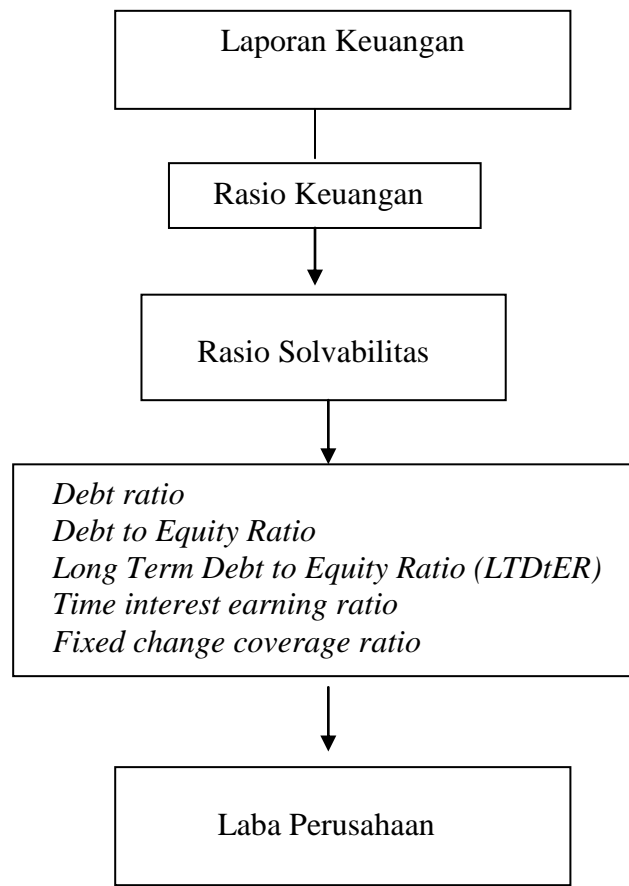 Laporan Keuangan
Rasio Keuangan
Rasio Solvabilitas
Debt ratio
Debt to Equity Ratio
Long Term Debt to Equity Ratio (LTDtER)
Time interest earning ratio
Fixed change coverage ratio
Laba Perusahaan